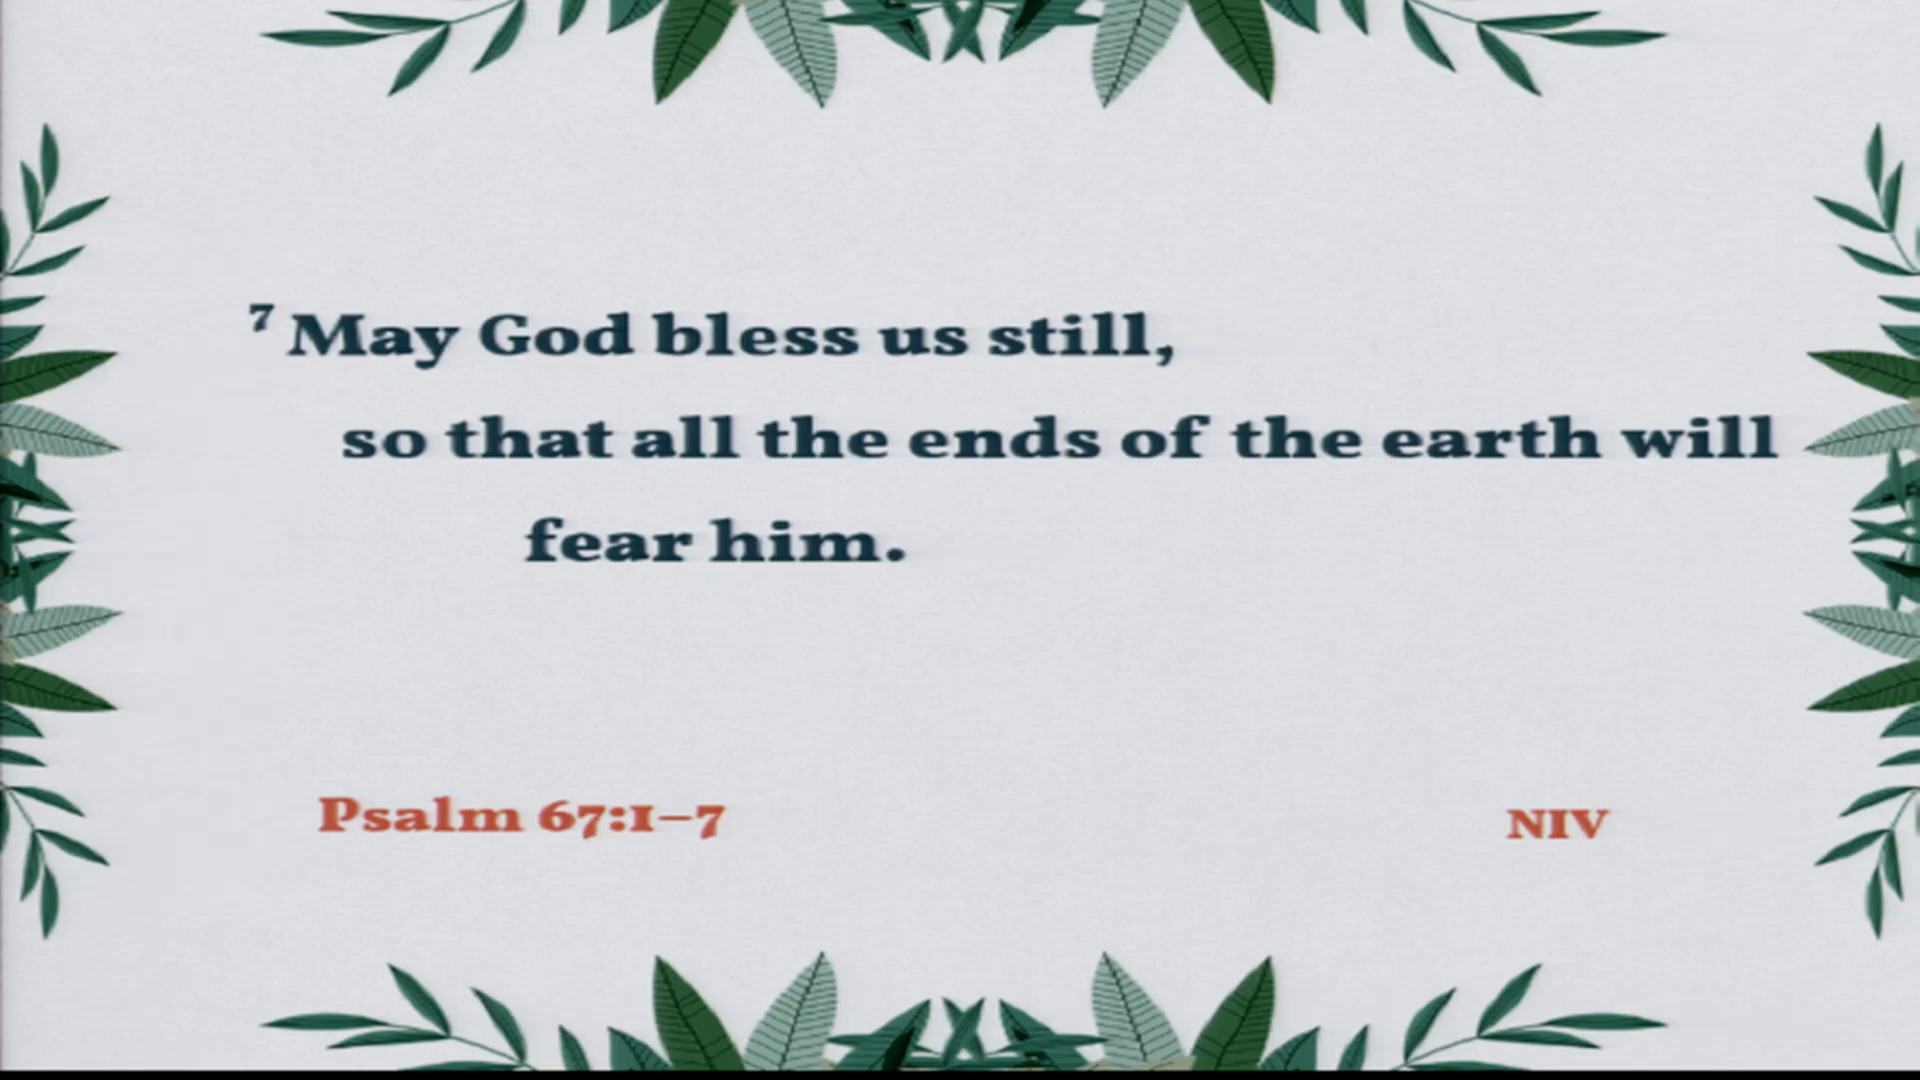 7 May God bless us still,
so that all the ends of the earth will
fear him.
Psalm 67:1–7
NIV